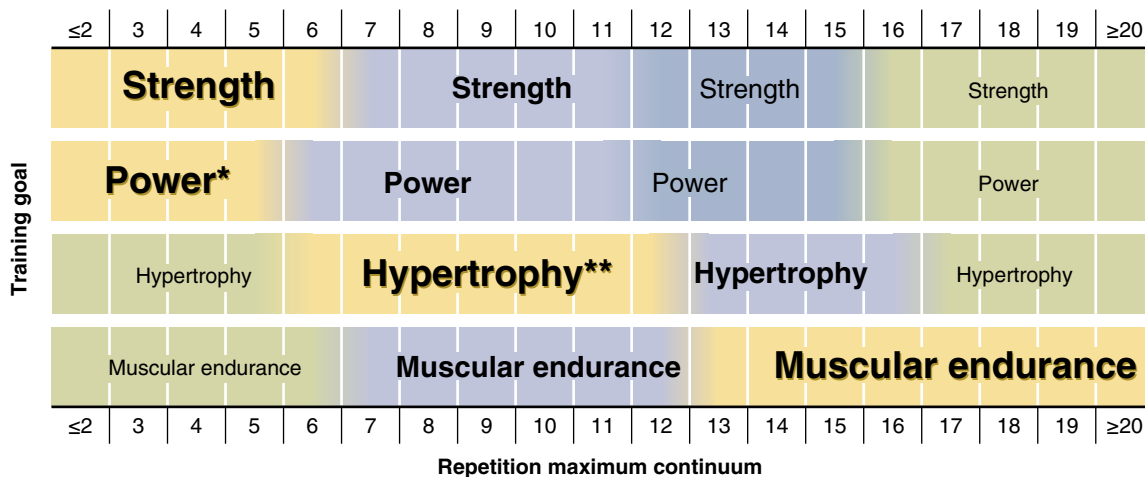 ≤2 3 4 5 6 7 8 9 10 11 12 13 14 15 16 17 18 19 ≥20
Strength Strength Strength Strength
Power* Power Power Power
Training goal
Hypertrophy Hypertrophy** Hypertrophy Hypertrophy
Muscular endurance Muscular endurance Muscular endurance
≤2 3 4 5 6 7 8 9 10 11 12 13 14 15 16 17 18 19 ≥20
Repetition maximum continuum